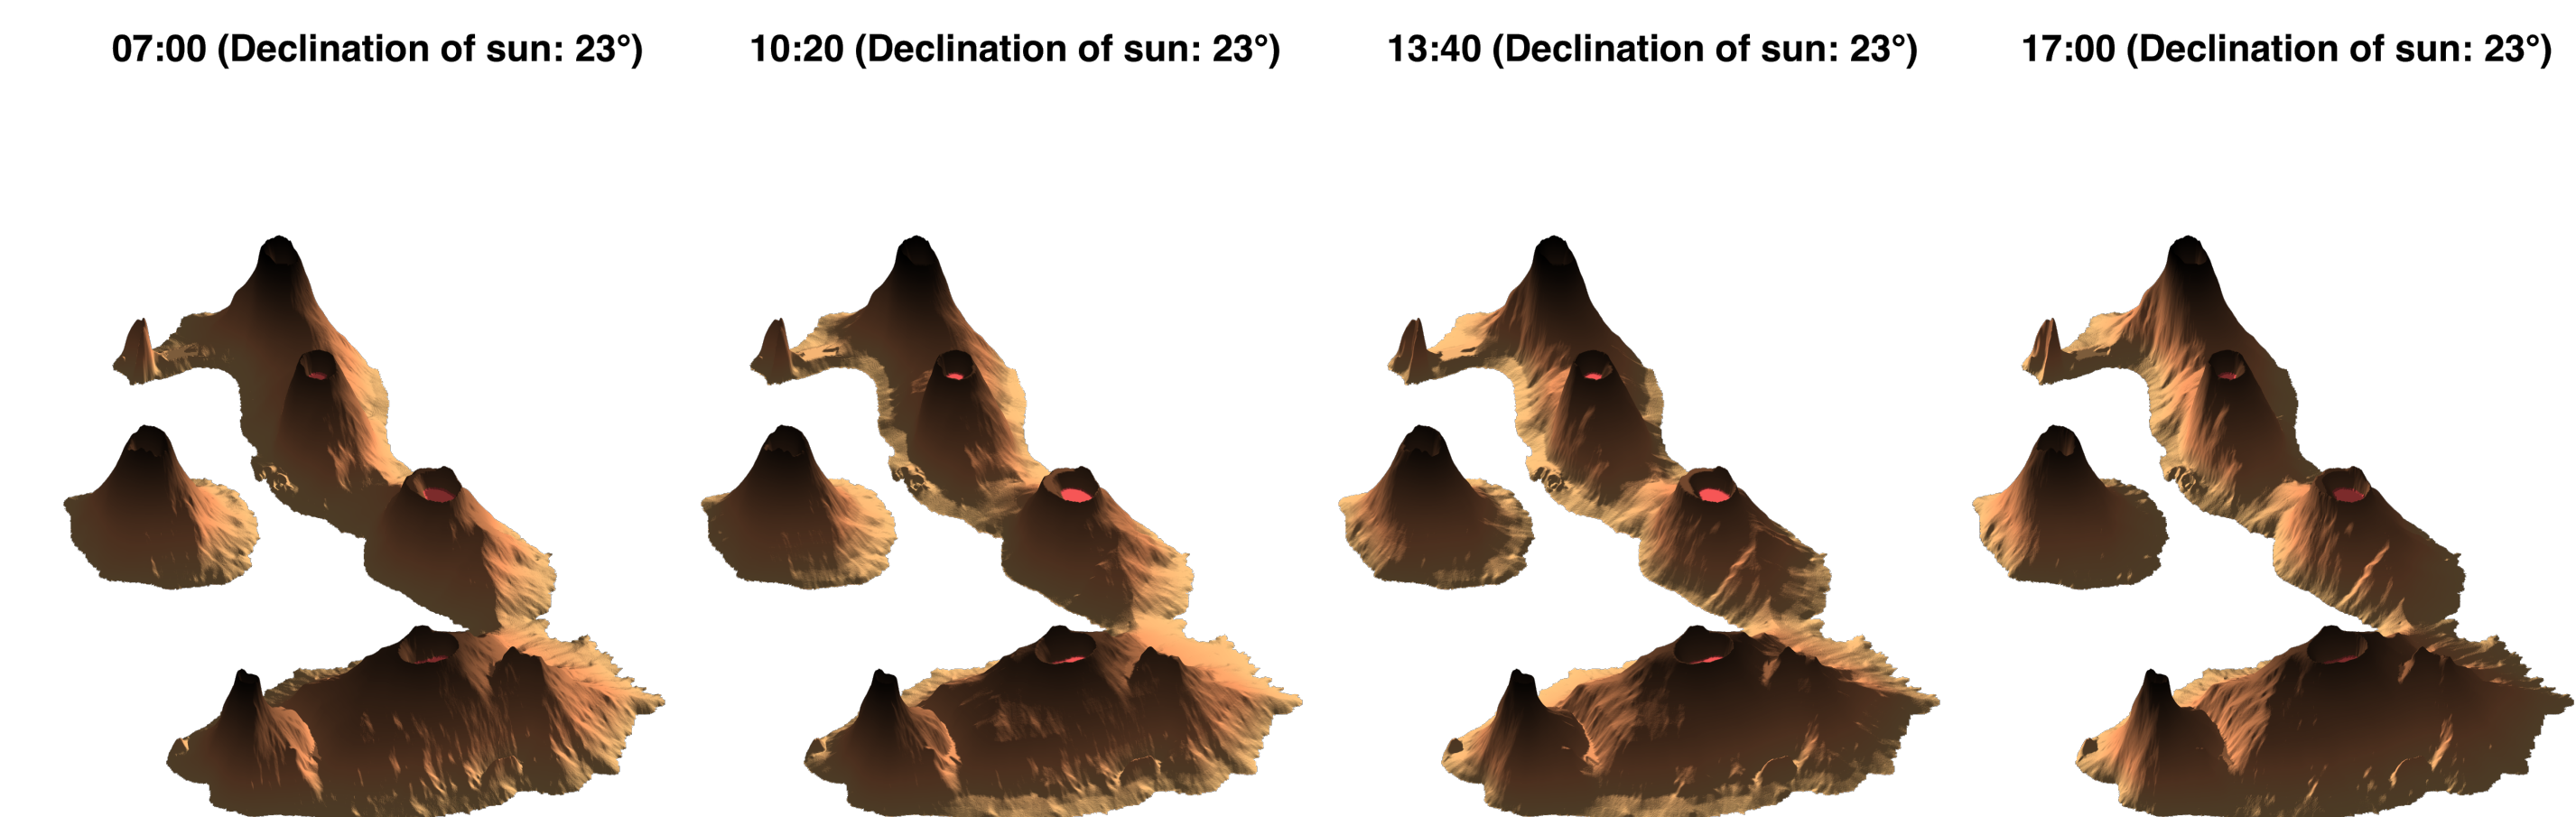 07:00 (Declination of sun: 23°)
10:20 (Declination of sun: 23°)
13:40 (Declination of sun: 23°)
17:00 (Declination of sun: 23°)